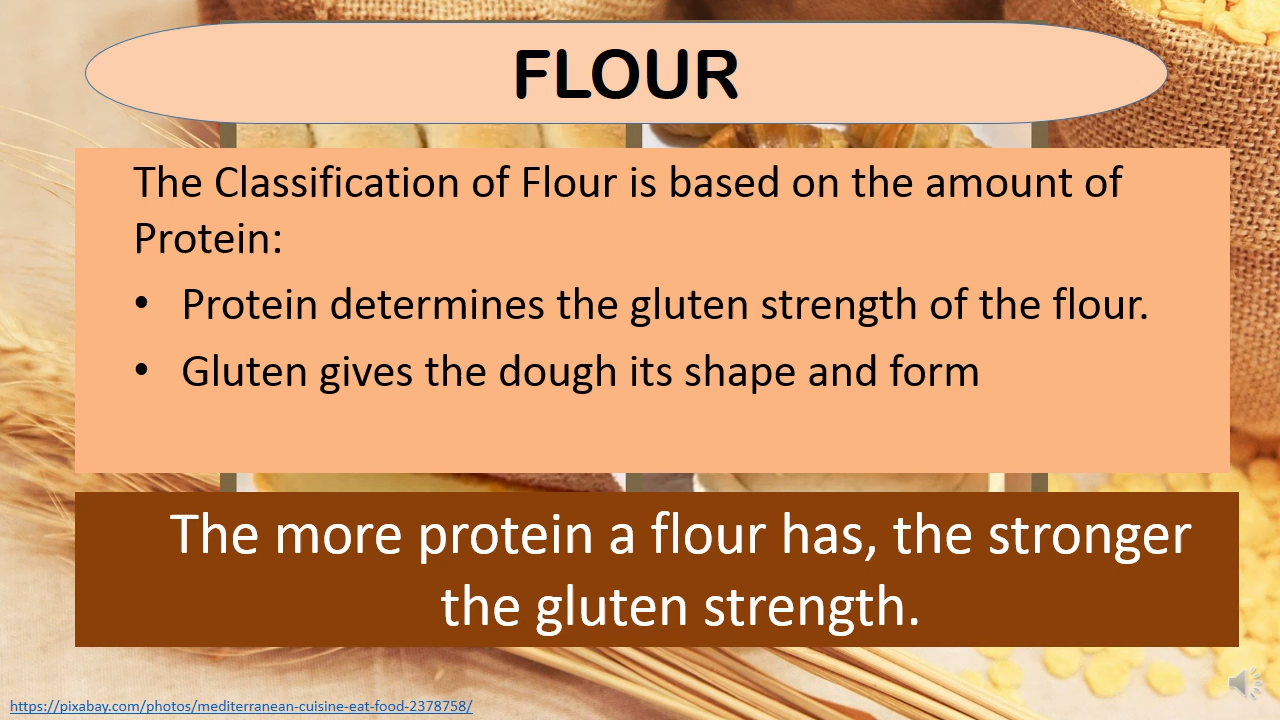 FLOUR
The Classification of Flour is based on the amount of
Protein:
• Protein determines the gluten strength of the flour.
• Gluten gives the dough its shape and form
The more protein a flour has, the stronger
the gluten strength.
https://pixabay.com/photos/mediterranean-cuisine-eat-food-2378758/